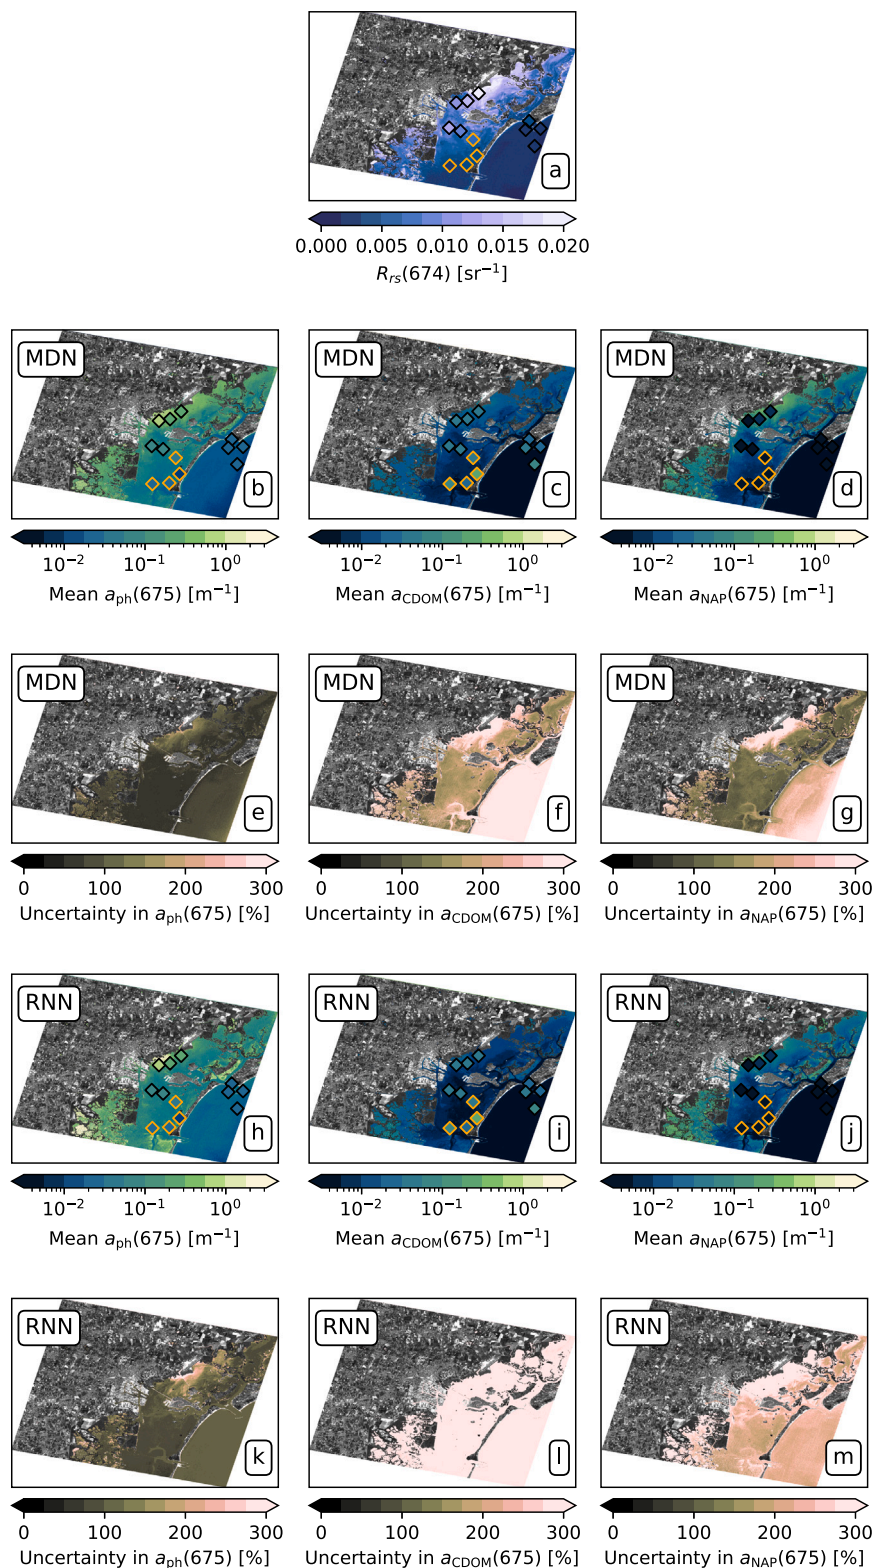 a
0.000 0.005 0.010 0.015 0.020
Rrs(674) [sr⁻¹]
MDN b MDN c MDN d
10⁻² 10⁻¹ 10⁰ 10⁻² 10⁻¹ 10⁰ 10⁻² 10⁻¹ 10⁰
Mean aph(675) [m⁻¹] Mean aCDOM(675) [m⁻¹] Mean aNAP(675) [m⁻¹]
MDN e MDN f MDN g
0 100 200 300 0 100 200 300 0 100 200 300
Uncertainty in aph(675) [%] Uncertainty in aCDOM(675) [%] Uncertainty in aNAP(675) [%]
RNN h RNN i RNN j
10⁻² 10⁻¹ 10⁰ 10⁻² 10⁻¹ 10⁰ 10⁻² 10⁻¹ 10⁰
Mean aph(675) [m⁻¹] Mean aCDOM(675) [m⁻¹] Mean aNAP(675) [m⁻¹]
RNN k RNN l RNN m
0 100 200 300 0 100 200 300 0 100 200 300
Uncertainty in aph(675) [%] Uncertainty in aCDOM(675) [%] Uncertainty in aNAP(675) [%]